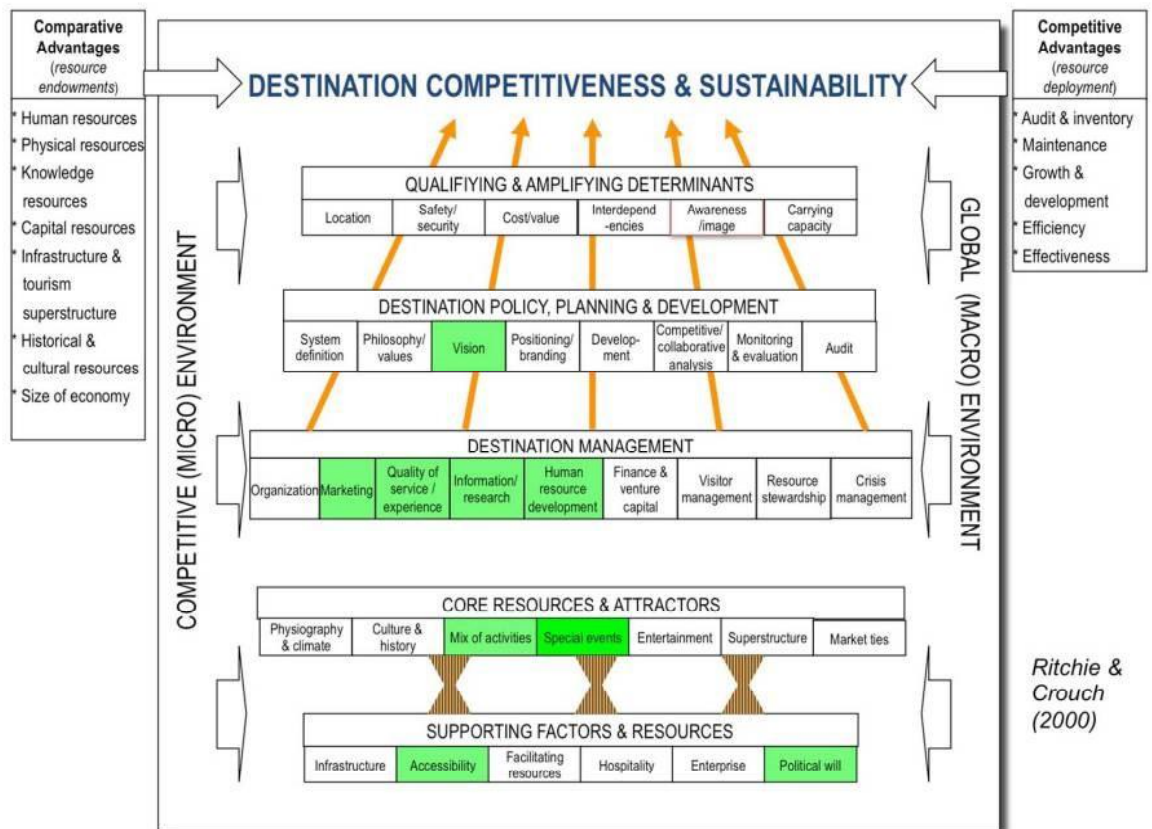 Comparative
Advantages
(resource
endowments)
* Human resources
* Physical resources
* Knowledge
resources
* Capital resources
* Infrastructure &
tourism
superstructure
* Historical &
cultural resources
* Size of economy
DESTINATION COMPETITIVENESS & SUSTAINABILITY
Competitive
Advantages
(resource
deployment)
* Audit & inventory
* Maintenance
* Growth &
development
* Efficiency
* Effectiveness
COMPETITIVE (MICRO) ENVIRONMENT
GLOBAL (MACRO) ENVIRONMENT
QUALIFIYING & AMPLIFYING DETERMINANTS
Location
Safety/
security
Cost/value
Interdepend
-encies
Awareness
/image
Carrying
capacity
DESTINATION POLICY, PLANNING & DEVELOPMENT
System
definition
Philosophy/
values
Vision
Positioning/
branding
Develop-
ment
Competitive/
collaborative
analysis
Monitoring
& evaluation
Audit
DESTINATION MANAGEMENT
Organization
Marketing
Quality of
service /
experience
Information/
research
Human
resource
development
Finance &
venture
capital
Visitor
management
Resource
stewardship
Crisis
management
CORE RESOURCES & ATTRACTORS
Physiography
& climate
Culture &
history
Mix of activities
Special events
Entertainment
Superstructure
Market ties
SUPPORTING FACTORS & RESOURCES
Infrastructure
Accessibility
Facilitating
resources
Hospitality
Enterprise
Political will
Ritchie &
Crouch
(2000)